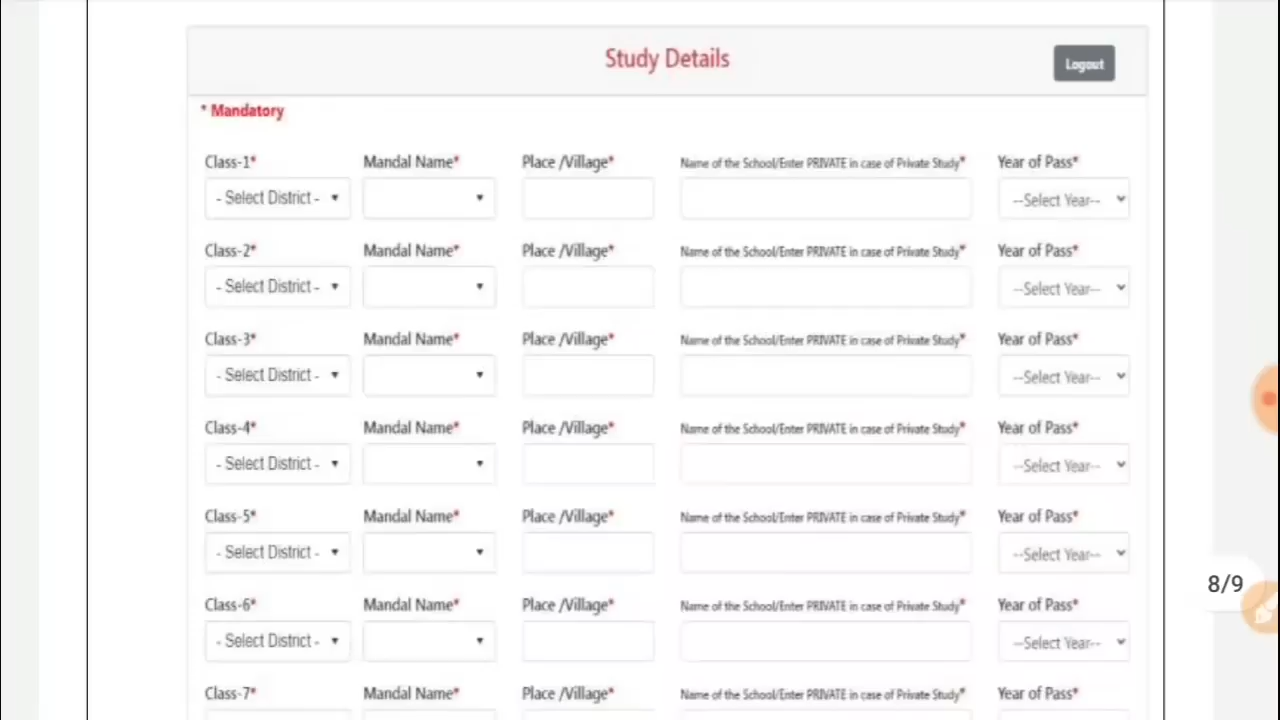 Study Details
Logout
* Mandatory
Class-1* Mandal Name* Place /Village* Name of the School/Enter PRIVATE in case of Private Study* Year of Pass*
- Select District - --Select Year--
Class-2* Mandal Name* Place /Village* Name of the School/Enter PRIVATE in case of Private Study* Year of Pass*
- Select District - --Select Year--
Class-3* Mandal Name* Place /Village* Name of the School/Enter PRIVATE in case of Private Study* Year of Pass*
- Select District - --Select Year--
Class-4* Mandal Name* Place /Village* Name of the School/Enter PRIVATE in case of Private Study* Year of Pass*
- Select District - --Select Year--
Class-5* Mandal Name* Place /Village* Name of the School/Enter PRIVATE in case of Private Study* Year of Pass*
- Select District - --Select Year--
8/9
Class-6* Mandal Name* Place /Village* Name of the School/Enter PRIVATE in case of Private Study* Year of Pass*
- Select District - --Select Year--
Class-7* Mandal Name* Place /Village* Name of the School/Enter PRIVATE in case of Private Study* Year of Pass*